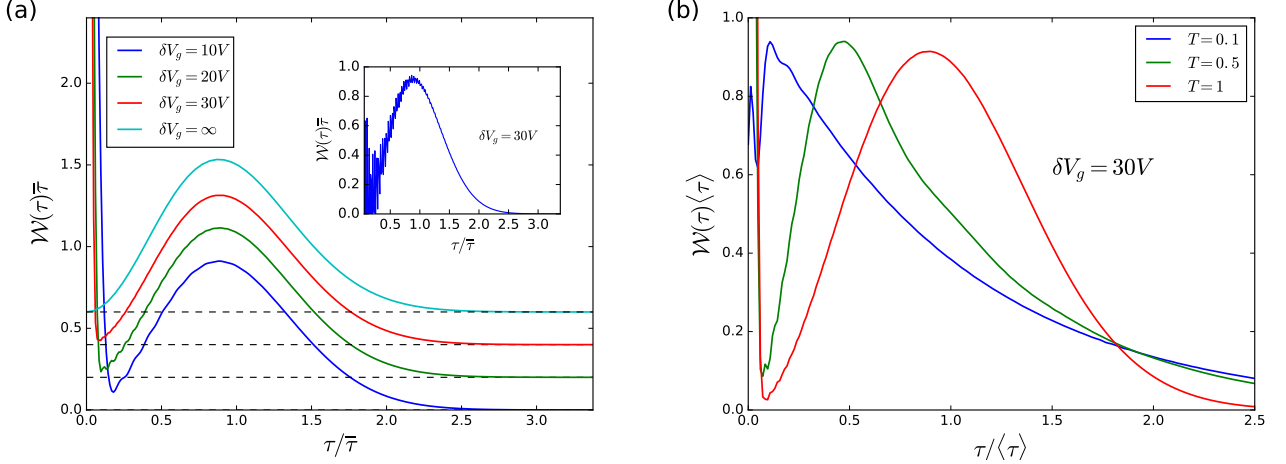 (a)
𝒲(τ)τ̅
2.0
1.5
1.0
0.5
0.0
0.0 0.5 1.0 1.5 2.0 2.5 3.0
τ/τ̅
δV_g = 10V
δV_g = 20V
δV_g = 30V
δV_g = ∞
𝒲(τ)τ̅
1.0
0.8
0.6
0.4
0.2
0.0
0.5 1.0 1.5 2.0 2.5 3.0
τ/τ̅
δV_g = 30V
(b)
𝒲(τ)⟨τ⟩
1.0
0.8
0.6
0.4
0.2
0.0
0.0 0.5 1.0 1.5 2.0 2.5
τ/⟨τ⟩
T = 0.1
T = 0.5
T = 1
δV_g = 30V